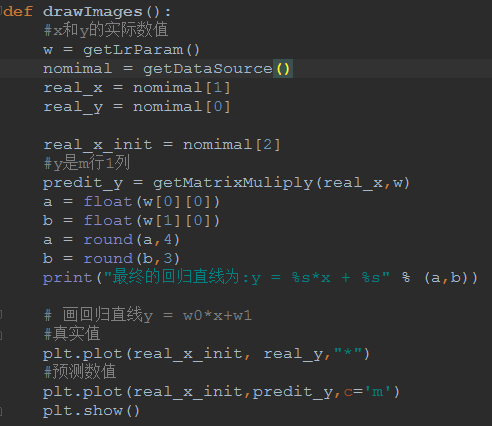 def drawImages():
    #x和y的实际数值
    w = getLrParam()
    nomimal = getDataSource()
    real_x = nomimal[1]
    real_y = nomimal[0]

    real_x_init = nomimal[2]
    #y是m行1列
    predit_y = getMatrixMuliply(real_x,w)
    a = float(w[0][0])
    b = float(w[1][0])
    a = round(a,4)
    b = round(b,3)
    print("最终的回归直线为:y = %s*x + %s" % (a,b))

    # 画回归直线y = w0*x+w1
    #真实值
    plt.plot(real_x_init, real_y,"*")
    #预测数值
    plt.plot(real_x_init,predit_y,c='m')
    plt.show()